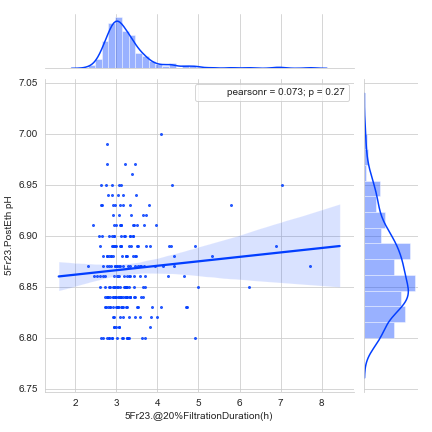 7.05
pearsonr = 0.073; p = 0.27
7.00
6.95
6.90
6.85
6.80
6.75
5Fr23.PostEth pH
2 3 4 5 6 7 8
5Fr23.@20%FiltrationDuration(h)